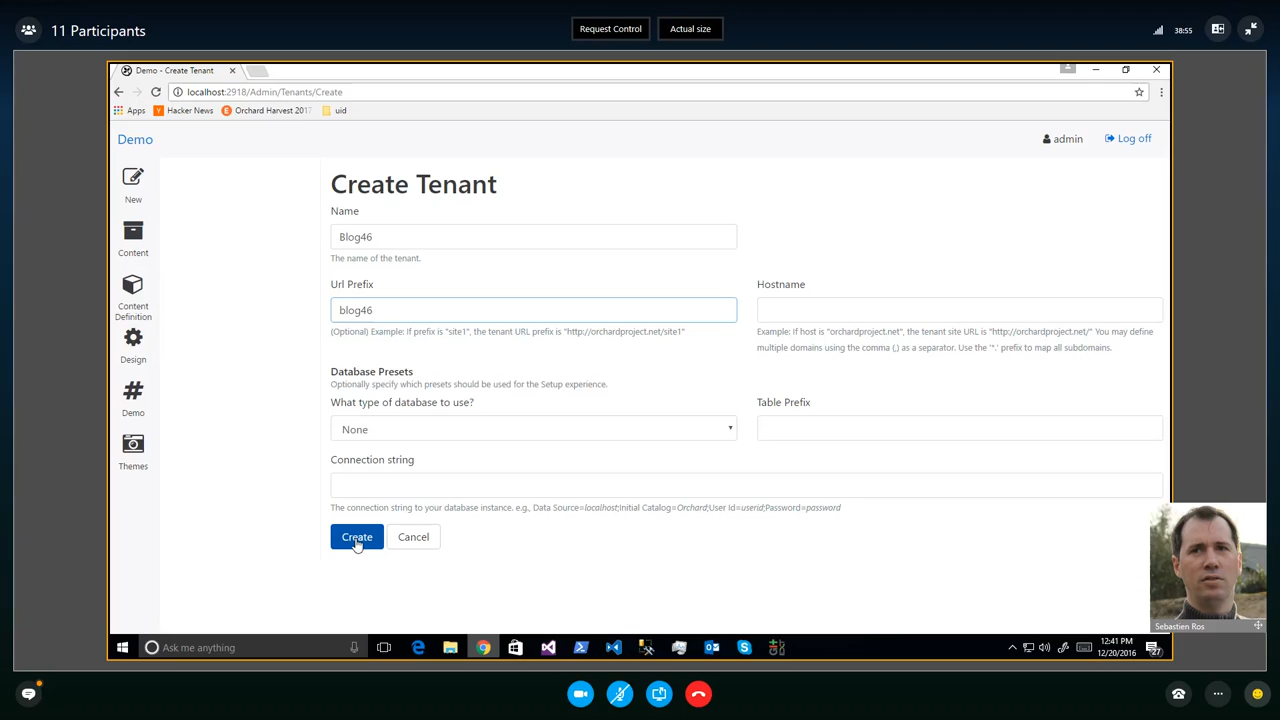 11 Participants
Request Control
Actual size
38:55
Demo - Create Tenant
localhost:2918/Admin/Tenants/Create
Apps
Hacker News
Orchard Harvest 2017
uid
Demo
admin
Log off
New
Content
Content
Definition
Design
Demo
Themes
Create Tenant
Name
Blog46
The name of the tenant.
Url Prefix
Hostname
blog46
(Optional) Example: If prefix is "site1", the tenant URL prefix is "http://orchardproject.net/site1"
Example: If host is "orchardproject.net", the tenant site URL is "http://orchardproject.net/" You may define
multiple domains using the comma (,) as a separator. Use the '*.' prefix to map all subdomains.
Database Presets
Optionally specify which presets should be used for the Setup experience.
What type of database to use?
Table Prefix
None
Connection string
The connection string to your database instance. e.g., Data Source=localhost;Initial Catalog=Orchard;User Id=userid;Password=password
Create
Cancel
Sebastien Ros
Ask me anything
12:41 PM
12/20/2016
27